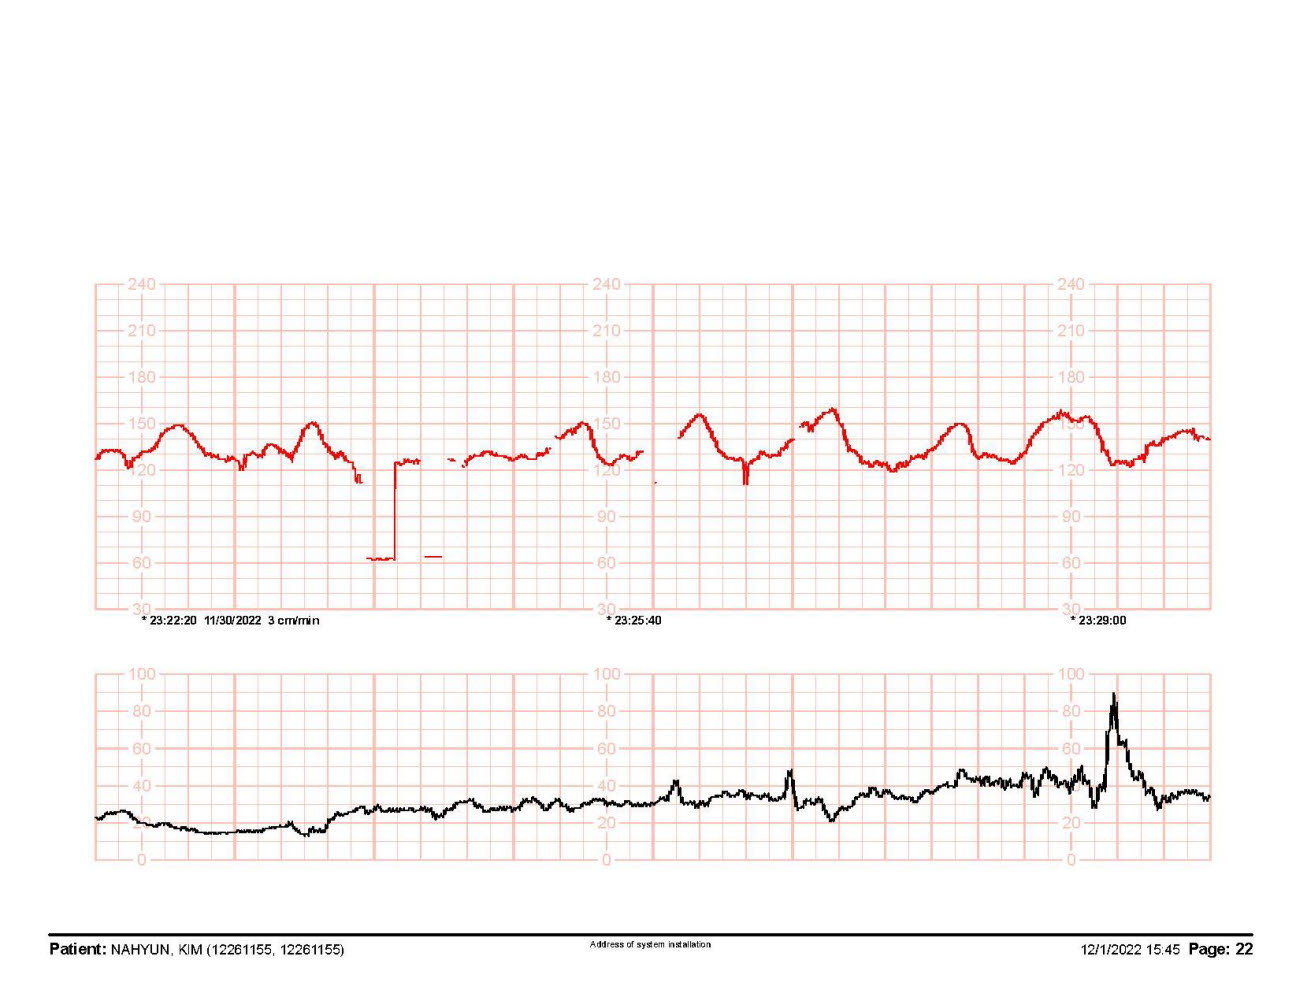 240 240 240
210 210 210
180 180 180
150 150 150
120 120 120
90 90 90
60 60 60
30 30 30
* 23:22:20 11/30/2022 3 cm/min * 23:25:40 * 23:29:00
100 100 100
80 80 80
60 60 60
40 40 40
20 20 20
0 0 0
Patient: NAHYUN, KIM (12261155, 12261155) Address of system installation 12/1/2022 15:45 Page: 22